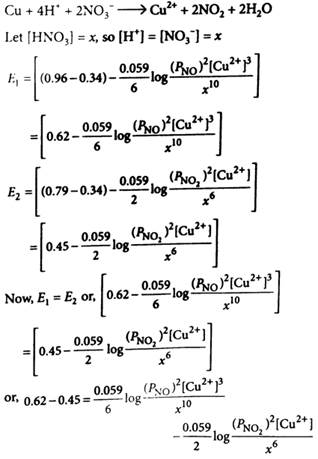 Cu + 4H⁺ + 2NO₃⁻ ⟶ Cu²⁺ + 2NO₂ + 2H₂O
Let [HNO₃] = x, so [H⁺] = [NO₃⁻] = x
E₁ = [(0.96−0.34) − 0.059/6 log (P_NO)²[Cu²⁺]³/x¹⁰]
= [0.62 − 0.059/6 log (P_NO)²[Cu²⁺]³/x¹⁰]
E₂ = [(0.79−0.34) − 0.059/2 log (P_NO₂)²[Cu²⁺]/x⁶]
= [0.45 − 0.059/2 log (P_NO₂)²[Cu²⁺]/x⁶]
Now, E₁ = E₂ or, [0.62 − 0.059/6 log (P_NO)²[Cu²⁺]³/x¹⁰]
= [0.45 − 0.059/2 log (P_NO₂)²[Cu²⁺]/x⁶]
or, 0.62 − 0.45 = 0.059/6 log (P_NO)²[Cu²⁺]³/x¹⁰
− 0.059/2 log (P_NO₂)²[Cu²⁺]/x⁶